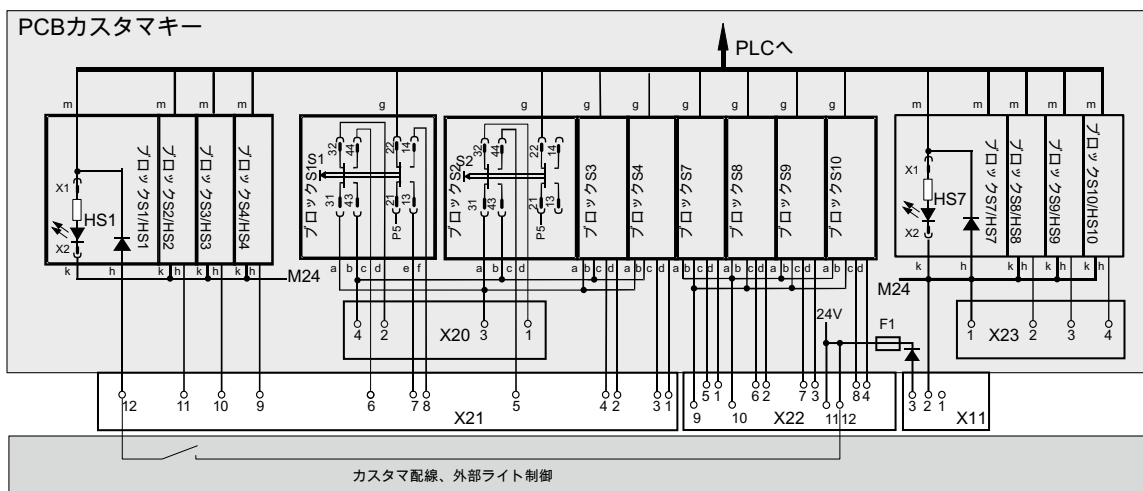 PCBカスタマキー
PLCへ
m m m m g g g g g g g g g m m m m m
X1
HS1
X2
ブロックS1/HS1
ブロックS2/HS2
ブロックS3/HS3
ブロックS4/HS4
k h k h k h k h
M24
ブロックS1
S1
32 44 22 14
31 43 21 13
P5
a b c d e f
ブロックS2
S2
32 44 22 14
31 43 21 13
P5
a b c d
ブロックS3
ブロックS4
ブロックS7
ブロックS8
ブロックS9
ブロックS10
a b c d a b c d a b c d a b c d a b c d a b c d
X1
HS7
X2
ブロックS7/HS7
ブロックS8/HS8
ブロックS9/HS9
ブロックS10/HS10
k h k h k h k h
M24
24V
F1
4 2 X20 3 1
1 X23 2 3 4
12 11 10 9 6 7 8 5 4 2 3 1
X21
9 5 1 10 6 2 7 3 11 12 8 4
X22
3 2 1
X11
カスタマ配線、外部ライト制御